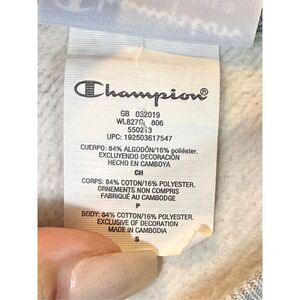 Champion®
GB 032019
WL827G 806
550213
UPC: 192503617547
CUERPO: 84% ALGODÓN/16% poliéster.
EXCLUYENDO DECORACIÓN
HECHO EN CAMBOYA
CH
CORPS: 84% COTON/16% POLYESTER.
ORNEMENTS NON COMPRIS
FABRIQUÉ AU CAMBODGE
P
BODY: 84% COTTON/16% POLYESTER.
EXCLUSIVE OF DECORATION
MADE IN CAMBODIA
S